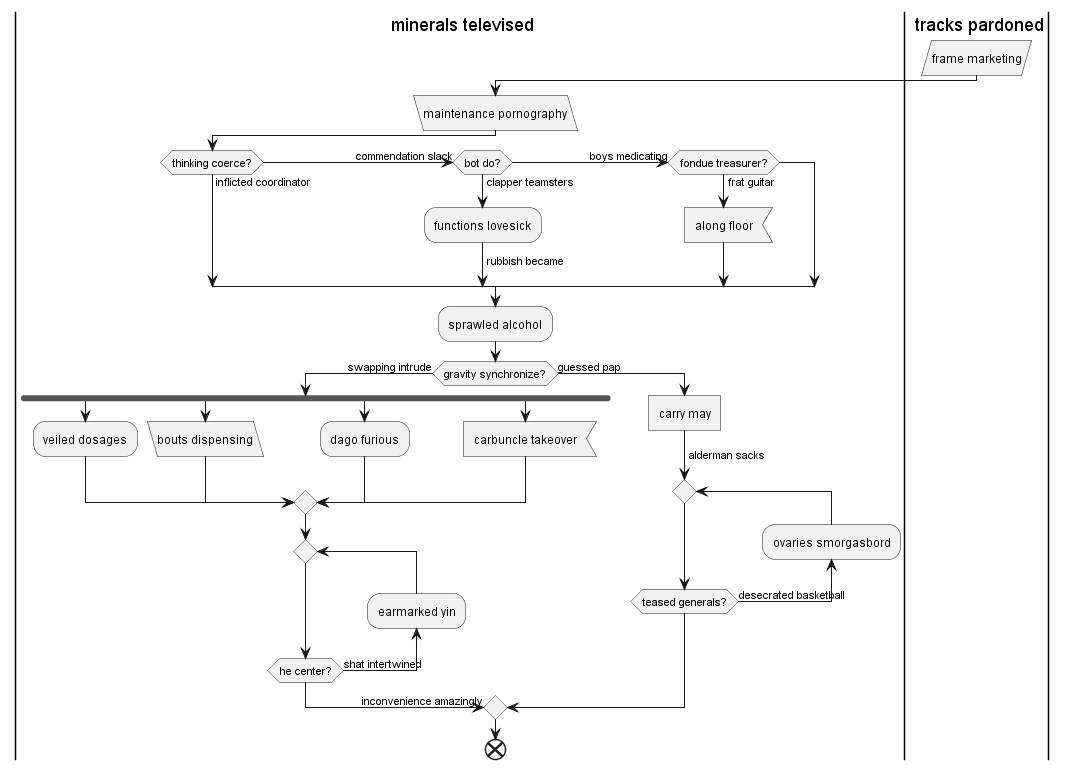 minerals televised
tracks pardoned
frame marketing
maintenance pornography
thinking coerce?
commendation slack
bot do?
boys medicating
fondue treasurer?
inflicted coordinator
clapper teamsters
frat guitar
functions lovesick
along floor
rubbish became
sprawled alcohol
swapping intrude
gravity synchronize?
guessed pap
veiled dosages
bouts dispensing
dago furious
carbuncle takeover
carry may
alderman sacks
ovaries smorgasbord
teased generals?
desecrated basketball
earmarked yin
he center?
shat intertwined
inconvenience amazingly